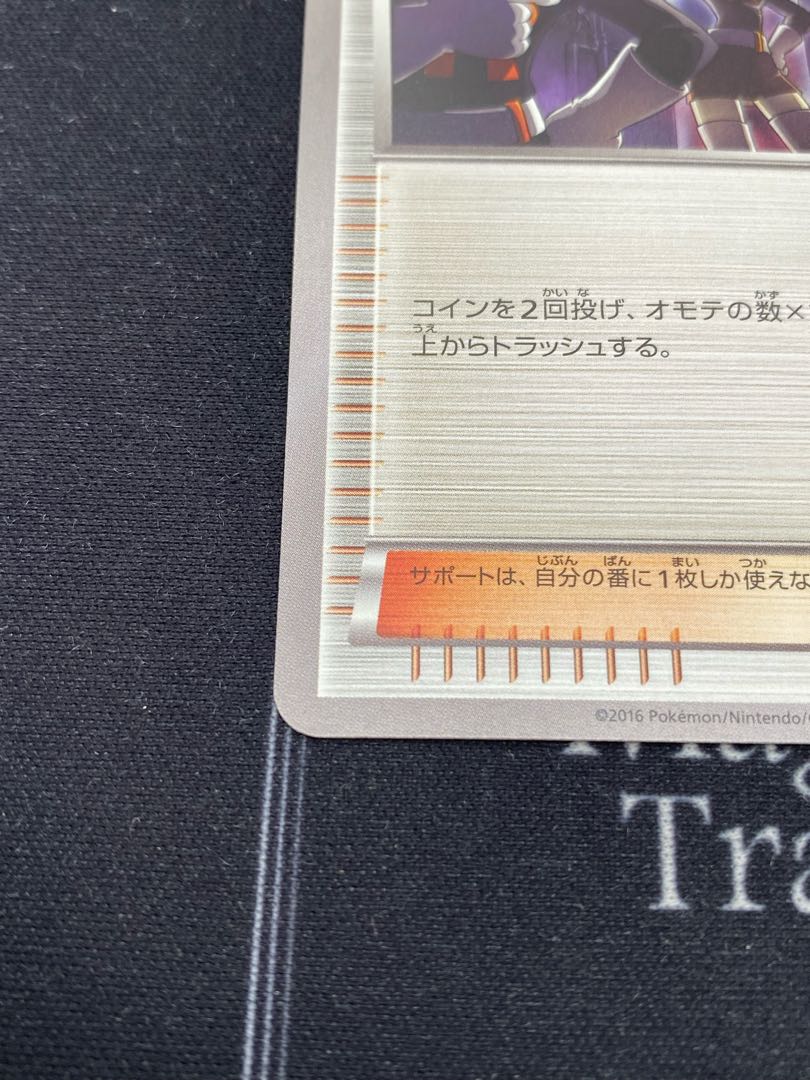 コインを2回投げ、オモテの数×
上からトラッシュする。
サポートは、自分の番に1枚しか使えな
©2016 Pokémon/Nintendo/
Tra